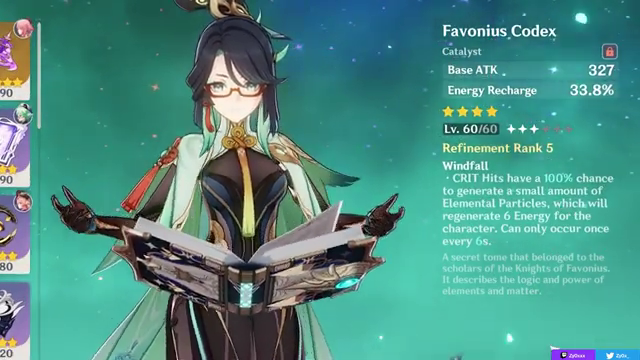 Favonius Codex
Catalyst
Base ATK 327
Energy Recharge 33.8%
Lv. 60/60
Refinement Rank 5
Windfall
· CRIT Hits have a 100% chance
to generate a small amount of
Elemental Particles, which will
regenerate 6 Energy for the
character. Can only occur once
every 6s.
A secret tome that belonged to the
scholars of the Knights of Favonius.
It describes the logic and power of
elements and matter.
90
90
80
20